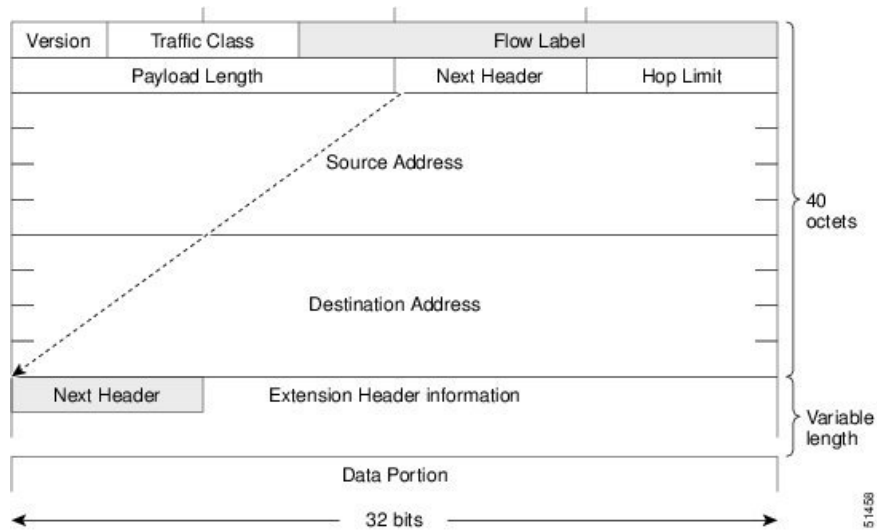 Version Traffic Class Flow Label
Payload Length Next Header Hop Limit
Source Address
40
octets
Destination Address
Next Header Extension Header information
Variable
length
Data Portion
32 bits
51458